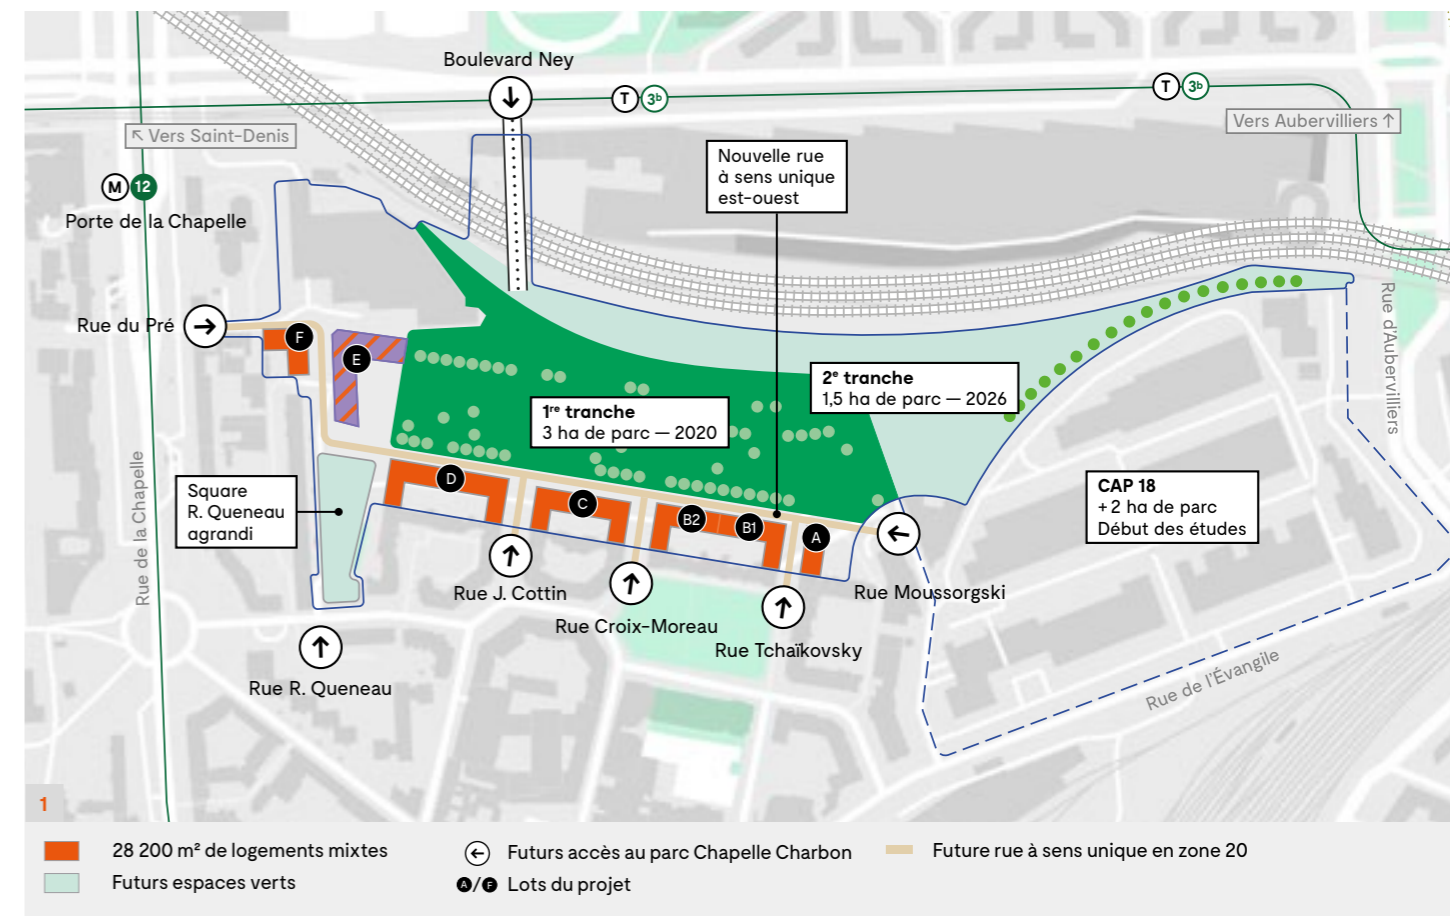 Boulevard Ney
T 3b
T 3b
Vers Aubervilliers ↑
↖ Vers Saint-Denis
Nouvelle rue
à sens unique
est-ouest
M 12
Porte de la Chapelle
Rue du Pré
F
E
2e tranche
1,5 ha de parc — 2026
1re tranche
3 ha de parc — 2020
Rue d'Aubervilliers
Rue de la Chapelle
Square
R. Queneau
agrandi
D
C
B2
B1
A
CAP 18
+ 2 ha de parc
Début des études
Rue J. Cottin
Rue Moussorgski
Rue Croix-Moreau
Rue Tchaïkovsky
Rue R. Queneau
Rue de l'Évangile
1
28 200 m² de logements mixtes
Futurs accès au parc Chapelle Charbon
Future rue à sens unique en zone 20
Futurs espaces verts
A/F Lots du projet